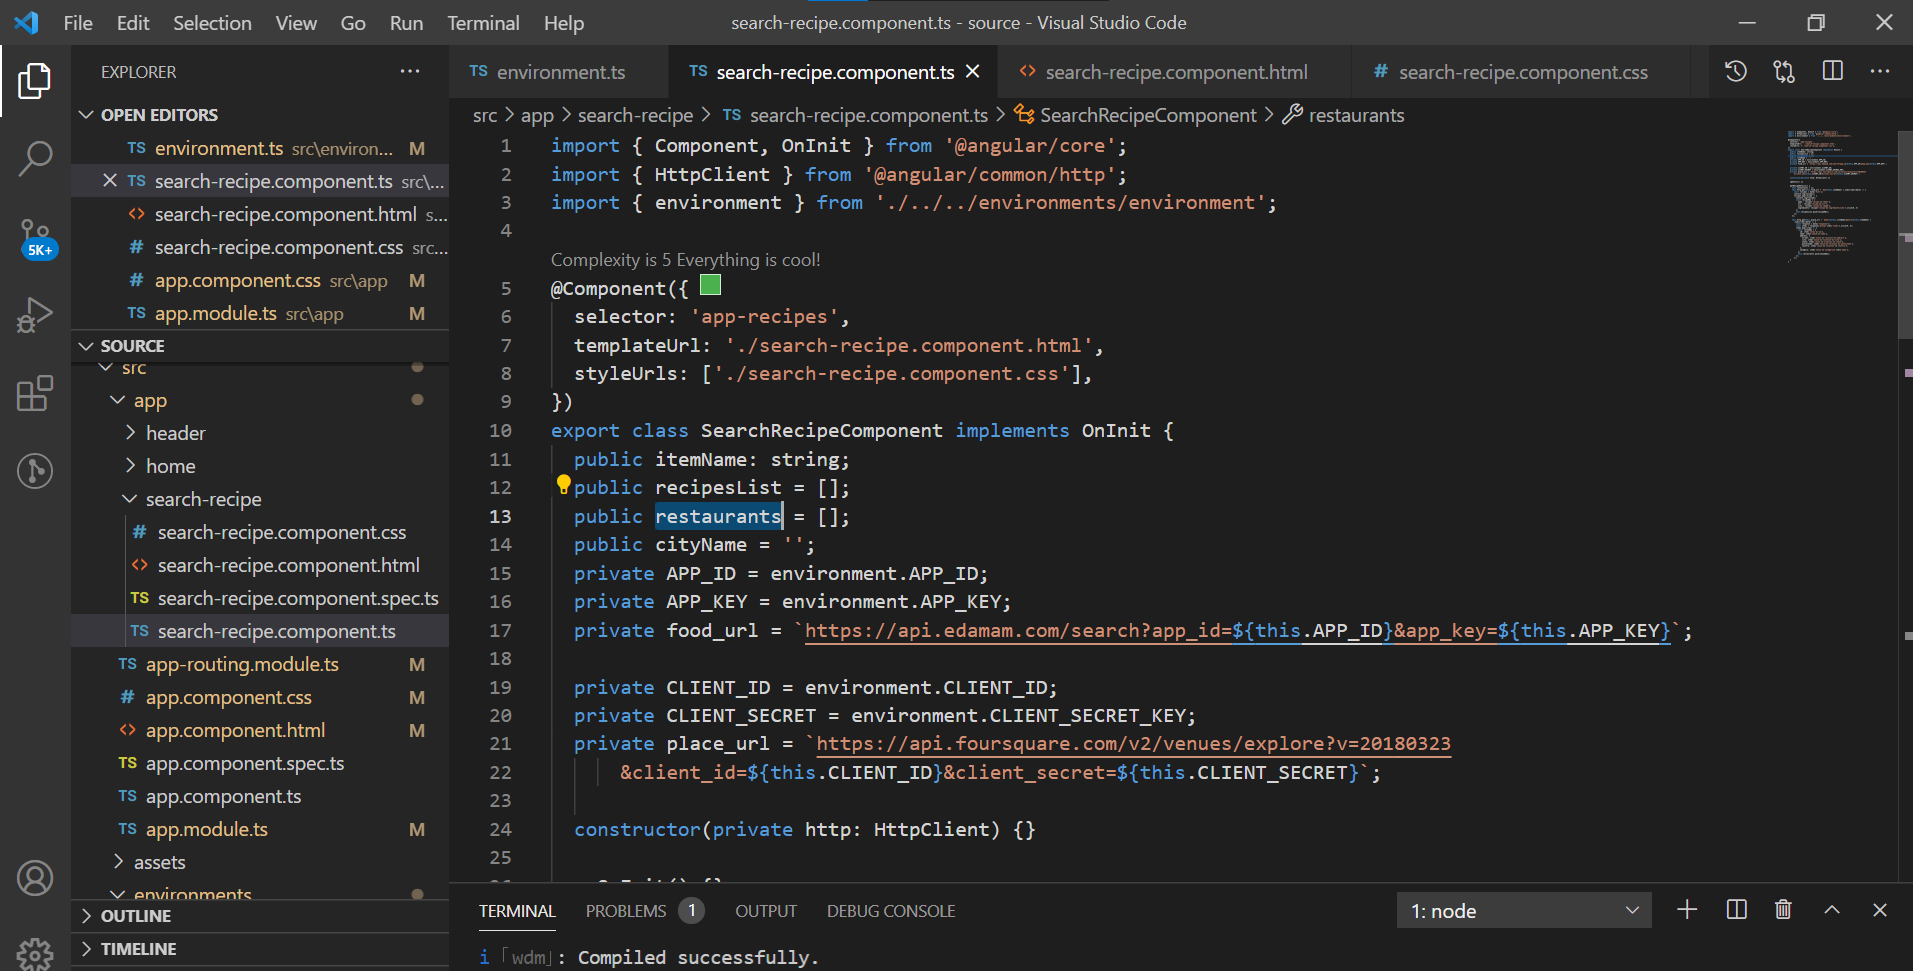 File Edit Selection View Go Run Terminal Help
search-recipe.component.ts - source - Visual Studio Code
EXPLORER
OPEN EDITORS
TS environment.ts src\environ... M
TS search-recipe.component.ts src\...
<> search-recipe.component.html s...
# search-recipe.component.css src...
# app.component.css src\app M
TS app.module.ts src\app M
5K+
SOURCE
src
app
header
home
search-recipe
# search-recipe.component.css
<> search-recipe.component.html
TS search-recipe.component.spec.ts
TS search-recipe.component.ts
TS app-routing.module.ts M
# app.component.css M
<> app.component.html M
TS app.component.spec.ts
TS app.component.ts
TS app.module.ts M
assets
environments
OUTLINE
TIMELINE
TS environment.ts
TS search-recipe.component.ts
<> search-recipe.component.html
# search-recipe.component.css
src > app > search-recipe > TS search-recipe.component.ts > SearchRecipeComponent > restaurants
1 import { Component, OnInit } from '@angular/core';
2 import { HttpClient } from '@angular/common/http';
3 import { environment } from './../../environments/environment';
4
Complexity is 5 Everything is cool!
5 @Component({
6 selector: 'app-recipes',
7 templateUrl: './search-recipe.component.html',
8 styleUrls: ['./search-recipe.component.css'],
9 })
10 export class SearchRecipeComponent implements OnInit {
11 public itemName: string;
12 public recipesList = [];
13 public restaurants = [];
14 public cityName = '';
15 private APP_ID = environment.APP_ID;
16 private APP_KEY = environment.APP_KEY;
17 private food_url = `https://api.edamam.com/search?app_id=${this.APP_ID}&app_key=${this.APP_KEY}`;
18
19 private CLIENT_ID = environment.CLIENT_ID;
20 private CLIENT_SECRET = environment.CLIENT_SECRET_KEY;
21 private place_url = `https://api.foursquare.com/v2/venues/explore?v=20180323
22 &client_id=${this.CLIENT_ID}&client_secret=${this.CLIENT_SECRET}`;
23
24 constructor(private http: HttpClient) {}
25
TERMINAL PROBLEMS 1 OUTPUT DEBUG CONSOLE
1: node
i ｢wdm｣: Compiled successfully.